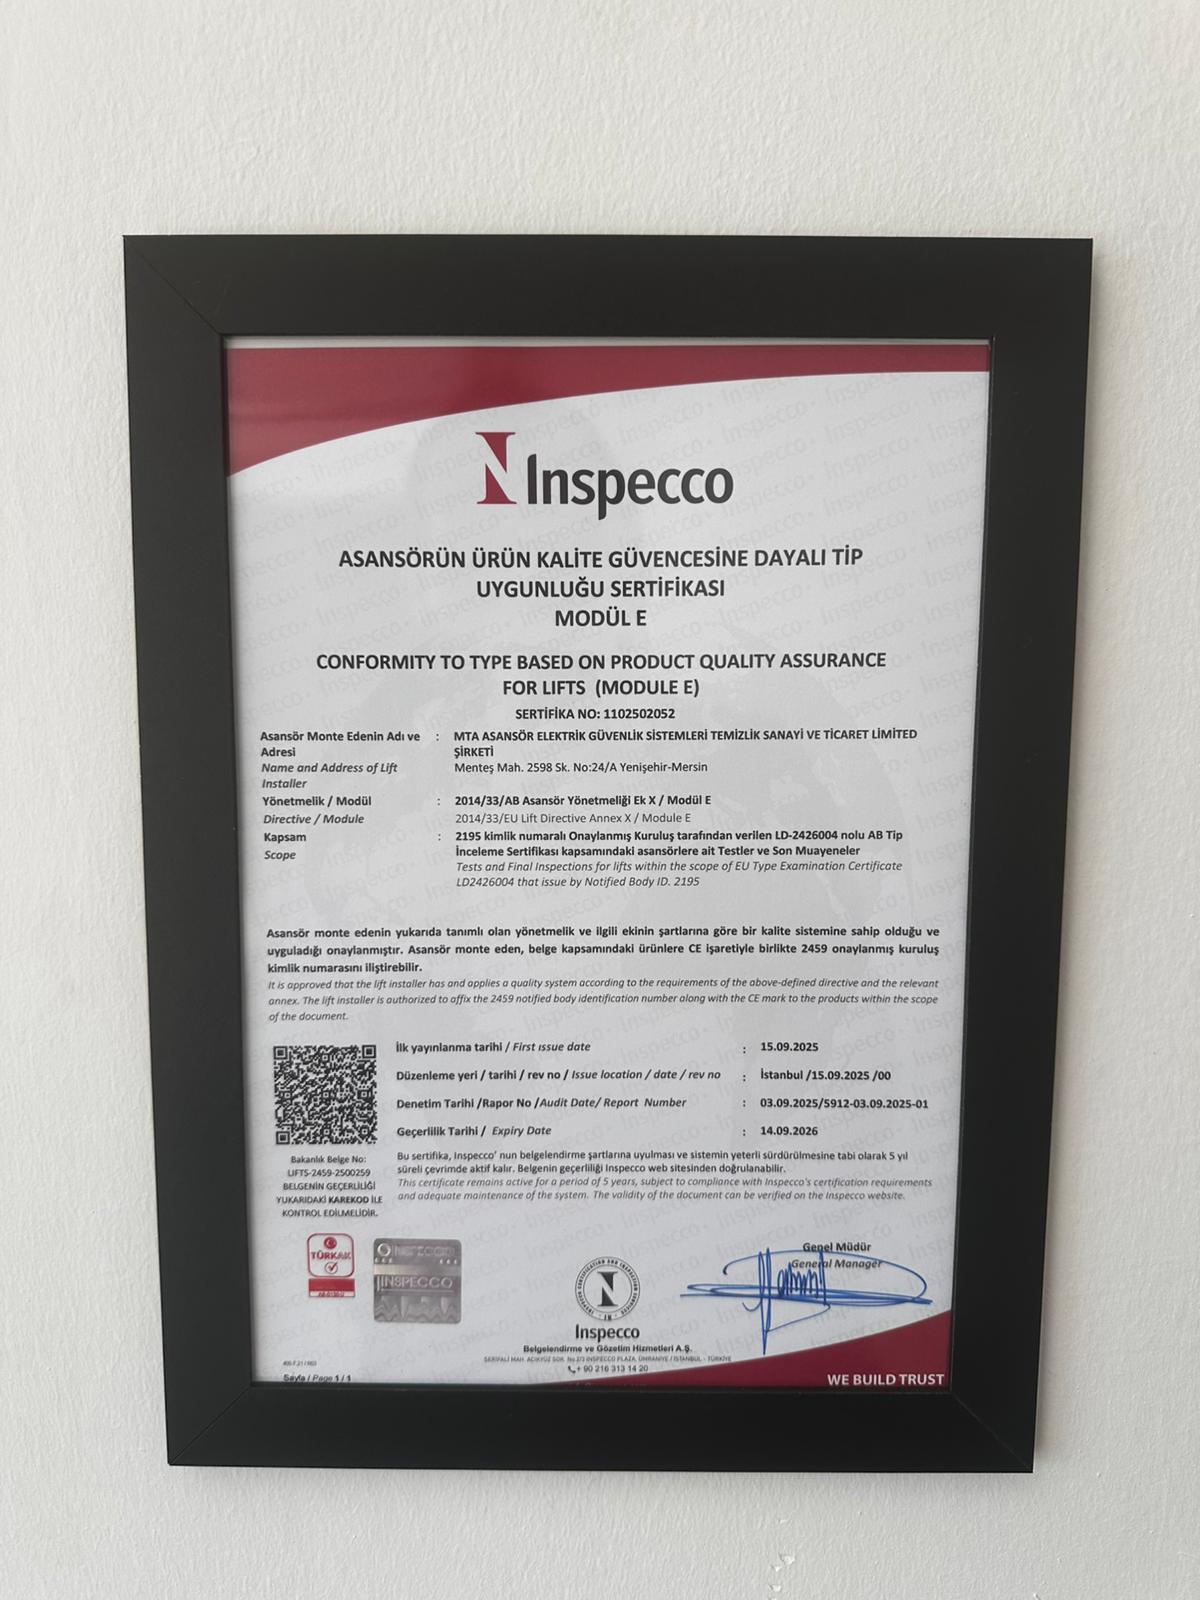 Inspecco
ASANSÖRÜN ÜRÜN KALİTE GÜVENCESİNE DAYALI TİP
UYGUNLUĞU SERTİFİKASI
MODÜL E
CONFORMITY TO TYPE BASED ON PRODUCT QUALITY ASSURANCE
FOR LIFTS (MODULE E)
SERTİFİKA NO: 1102502052
Asansör Monte Edenin Adı ve Adresi : MTA ASANSÖR ELEKTRİK GÜVENLİK SİSTEMLERİ TEMİZLİK SANAYİ VE TİCARET LİMİTED
ŞİRKETİ
Name and Address of Lift Installer
Menteş Mah. 2598 Sk. No:24/A Yenişehir-Mersin
Yönetmelik / Modül : 2014/33/AB Asansör Yönetmeliği Ek X / Modül E
Directive / Module 2014/33/EU Lift Directive Annex X / Module E
Kapsam : 2195 kimlik numaralı Onaylanmış Kuruluş tarafından verilen LD-2426004 nolu AB Tip
İnceleme Sertifikası kapsamındaki asansörlere ait Testler ve Son Muayeneler
Scope
Tests and Final Inspections for lifts within the scope of EU Type Examination Certificate
LD2426004 that issue by Notified Body ID. 2195
Asansör monte edenin yukarıda tanımlı olan yönetmelik ve ilgili ekinin şartlarına göre bir kalite sistemine sahip olduğu ve
uyguladığı onaylanmıştır. Asansör monte eden, belge kapsamındaki ürünlere CE işaretiyle birlikte 2459 onaylanmış kuruluş
kimlik numarasını iliştirebilir.
It is approved that the lift installer has and applies a quality system according to the requirements of the above-defined directive and the relevant
annex. The lift installer is authorized to affix the 2459 notified body identification number along with the CE mark to the products within the scope
of the document.
İlk yayınlanma tarihi / First issue date : 15.09.2025
Düzenleme yeri / tarihi / rev no / Issue location / date / rev no : İstanbul /15.09.2025 /00
Denetim Tarihi /Rapor No /Audit Date/ Report Number : 03.09.2025/5912-03.09.2025-01
Geçerlilik Tarihi / Expiry Date : 14.09.2026
Bakanlık Belge No:
LIFTS-2459-2500259
BELGENİN GEÇERLİLİĞİ
YUKARIDAKİ KAREKOD İLE
KONTROL EDİLMELİDİR.
Bu sertifika, Inspecco' nun belgelendirme şartlarına uyulması ve sistemin yeterli sürdürülmesine tabi olarak 5 yıl
süreli çevrimde aktif kalır. Belgenin geçerliliği Inspecco web sitesinden doğrulanabilir.
This certificate remains active for a period of 5 years, subject to compliance with Inspecco's certification requirements
and adequate maintenance of the system. The validity of the document can be verified on the Inspecco website.
TÜRKAK
INSPECCO
Genel Müdür
General Manager
Inspecco
Belgelendirme ve Gözetim Hizmetleri A.Ş.
+ 90 216 313 14 20
Sayfa / Page 1 / 1
WE BUILD TRUST